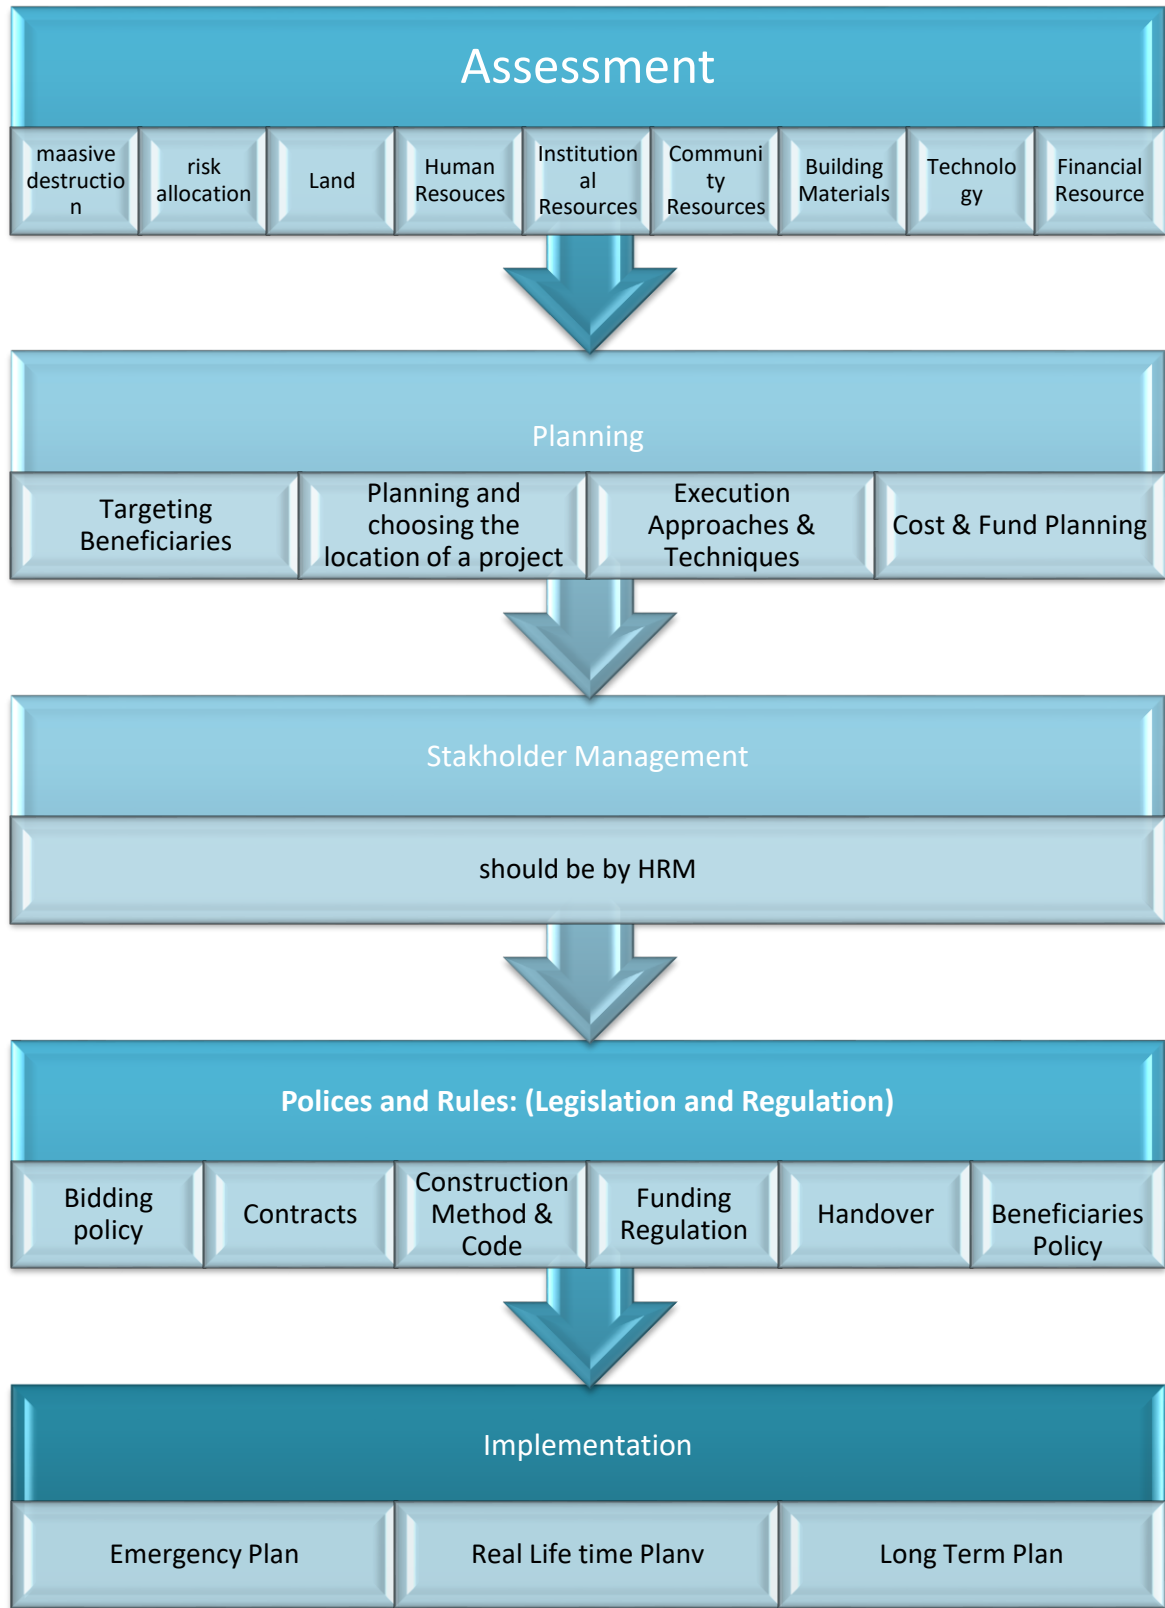 Assessment
maasive
destructio
n
risk
allocation
Land
Human
Resouces
Institution
al
Resources
Communi
ty
Resources
Building
Materials
Technolo
gy
Financial
Resource
Planning
Targeting
Beneficiaries
Planning and
choosing the
location of a project
Execution
Approaches &
Techniques
Cost & Fund Planning
Stakholder Management
should be by HRM
Polices and Rules: (Legislation and Regulation)
Bidding
policy
Contracts
Construction
Method &
Code
Funding
Regulation
Handover
Beneficiaries
Policy
Implementation
Emergency Plan
Real Life time Planv
Long Term Plan